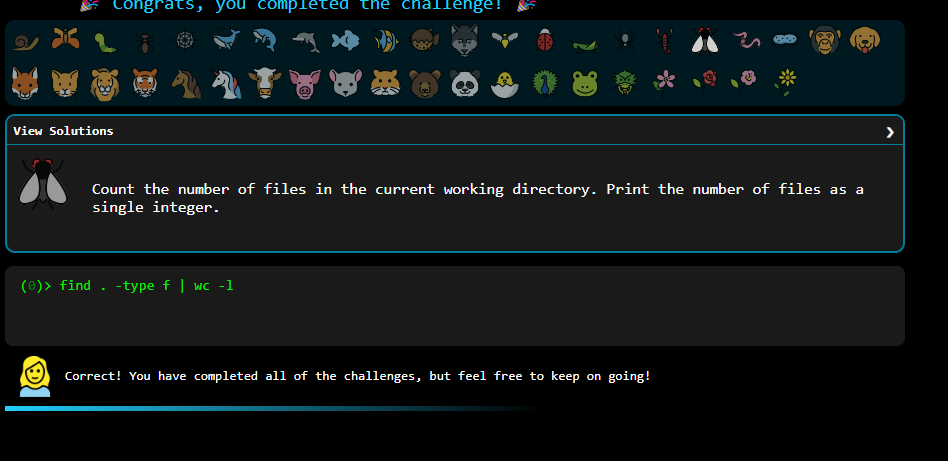 🎉 Congrats, you completed the challenge! 🎉
View Solutions ❯
Count the number of files in the current working directory. Print the number of files as a
single integer.
(0)> find . -type f | wc -l
Correct! You have completed all of the challenges, but feel free to keep on going!